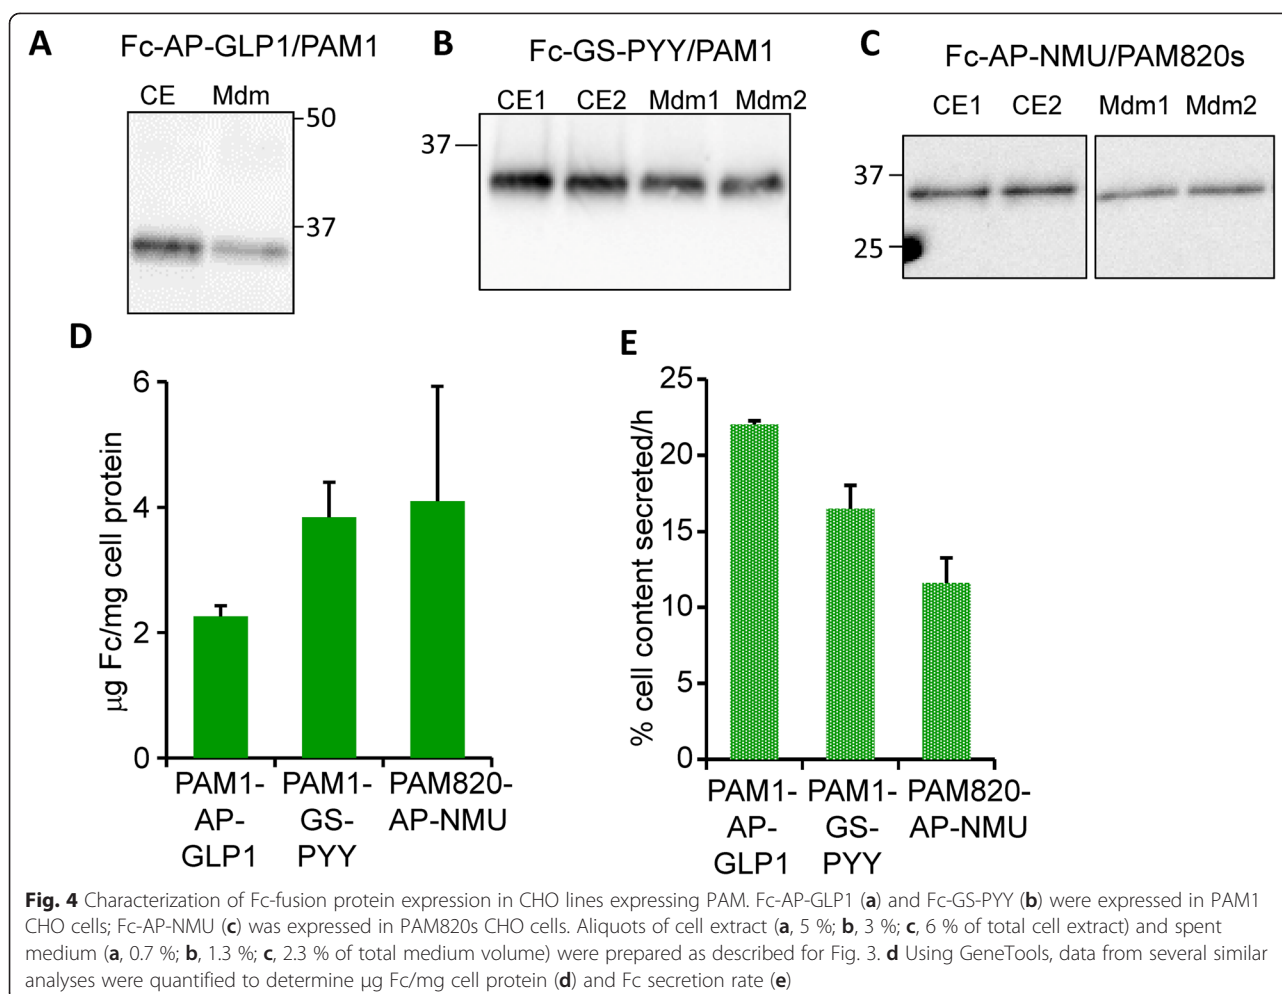 A
Fc-AP-GLP1/PAM1
CE Mdm
50
37
B
Fc-GS-PYY/PAM1
CE1 CE2 Mdm1 Mdm2
37
C
Fc-AP-NMU/PAM820s
CE1 CE2 Mdm1 Mdm2
37
25
D
µg Fc/mg cell protein
6
4
2
0
PAM1-
AP-
GLP1
PAM1-
GS-
PYY
PAM820-
AP-NMU
E
% cell content secreted/h
25
20
15
10
5
0
PAM1-
AP-
GLP1
PAM1-
GS-
PYY
PAM820-
AP-NMU
Fig. 4 Characterization of Fc-fusion protein expression in CHO lines expressing PAM. Fc-AP-GLP1 (a) and Fc-GS-PYY (b) were expressed in PAM1
CHO cells; Fc-AP-NMU (c) was expressed in PAM820s CHO cells. Aliquots of cell extract (a, 5 %; b, 3 %; c, 6 % of total cell extract) and spent
medium (a, 0.7 %; b, 1.3 %; c, 2.3 % of total medium volume) were prepared as described for Fig. 3. d Using GeneTools, data from several similar
analyses were quantified to determine µg Fc/mg cell protein (d) and Fc secretion rate (e)